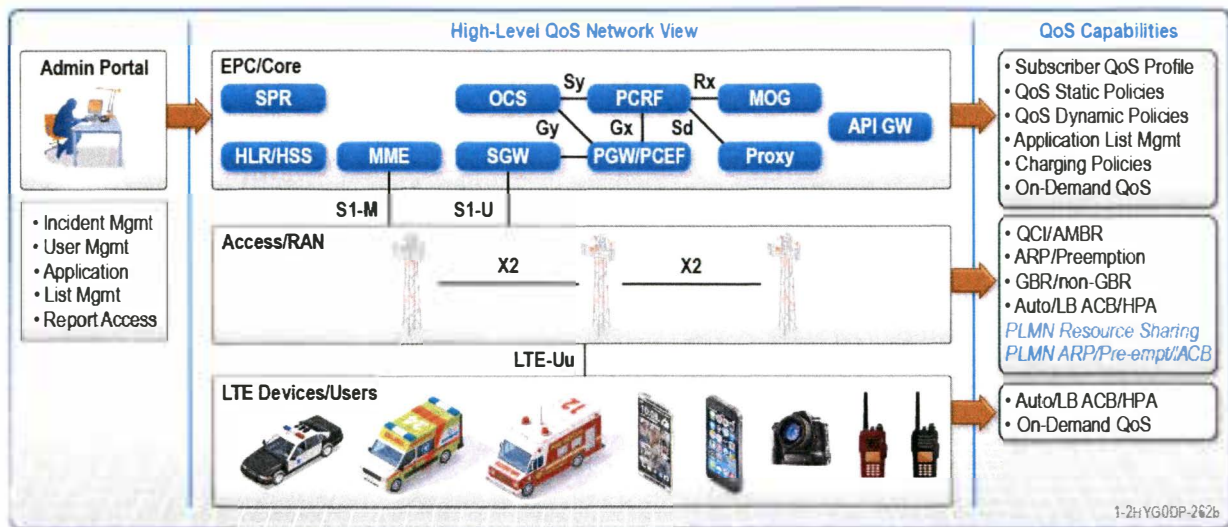 High-Level QoS Network View
QoS Capabilities
Admin Portal
• Incident Mgmt
• User Mgmt
• Application
• List Mgmt
• Report Access
EPC/Core
SPR
OCS
Sy
PCRF
Rx
MOG
API GW
Gy
Gx
Sd
HLR/HSS
MME
SGW
PGW/PCEF
Proxy
S1-M
S1-U
Access/RAN
X2
X2
LTE-Uu
LTE Devices/Users
12
• Subscriber QoS Profile
• QoS Static Policies
• QoS Dynamic Policies
• Application List Mgmt
• Charging Policies
• On-Demand QoS
• QCI/AMBR
• ARP/Preemption
• GBR/non-GBR
• Auto/LB ACB/HPA
PLMN Resource Sharing
PLMN ARP/Pre-empt/ACB
• Auto/LB ACB/HPA
• On-Demand QoS
1-2HYG0DP-262b